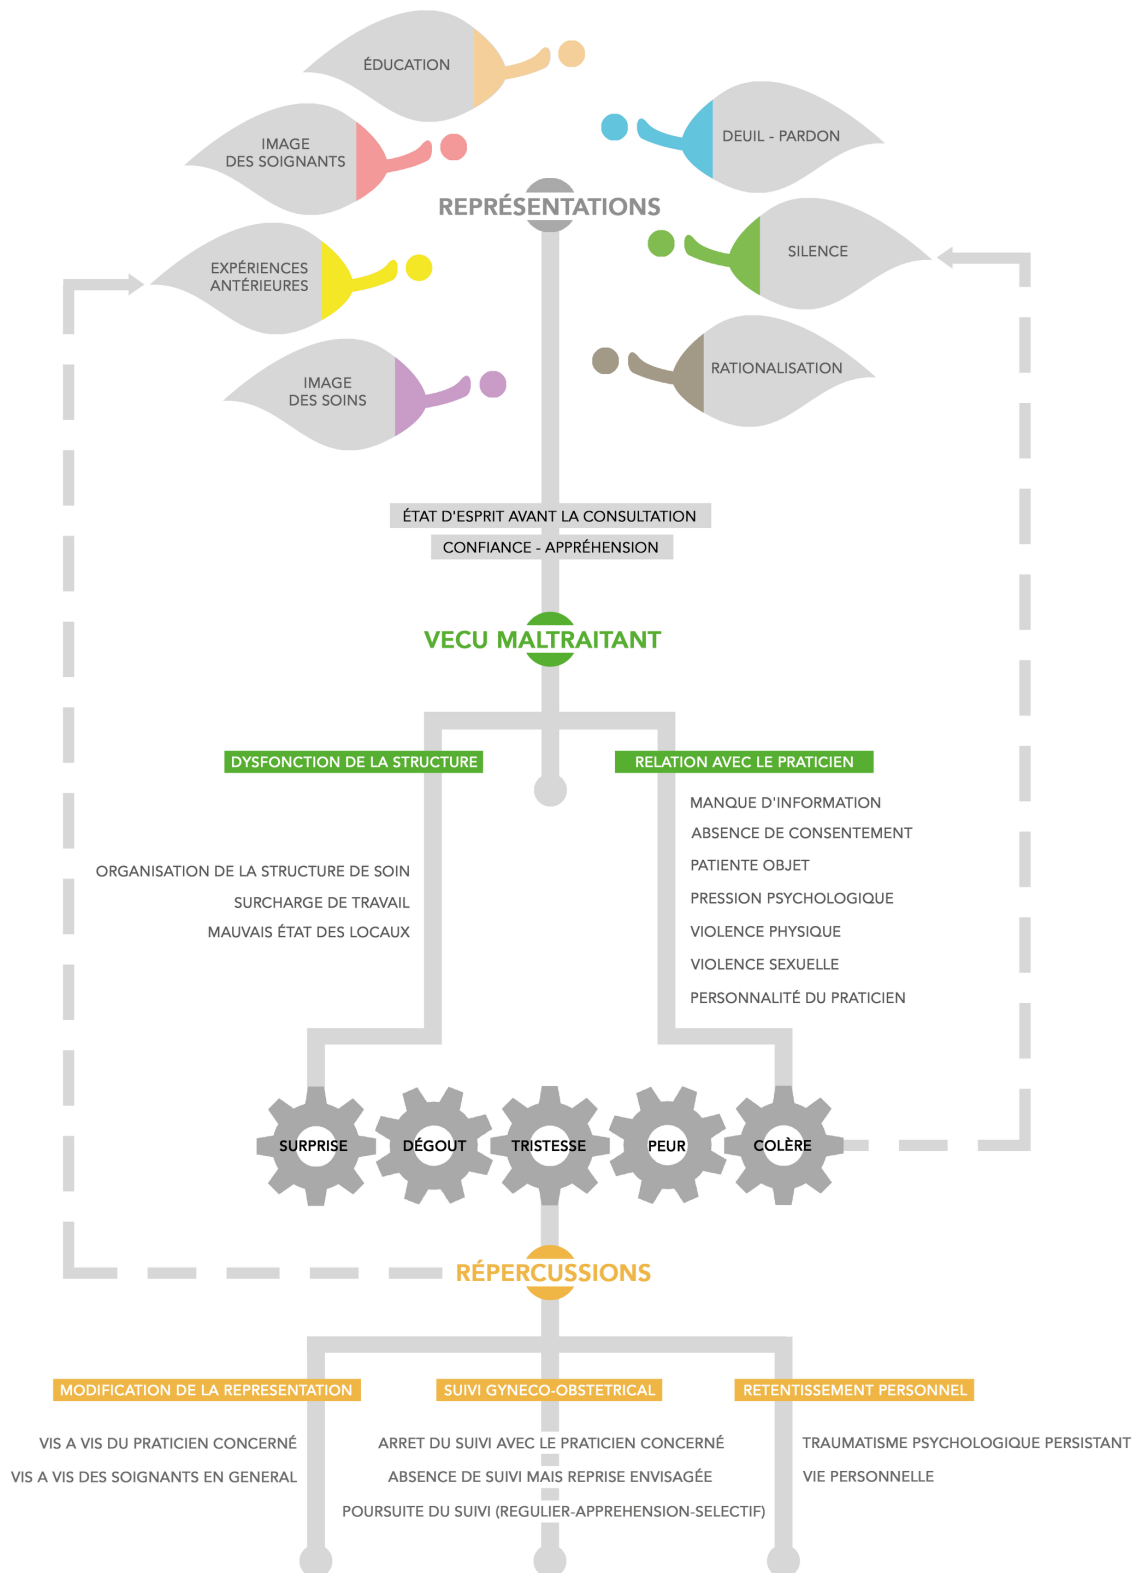 ÉDUCATION
IMAGE
DES SOIGNANTS
DEUIL - PARDON
REPRÉSENTATIONS
EXPÉRIENCES
ANTÉRIEURES
SILENCE
IMAGE
DES SOINS
RATIONALISATION
ÉTAT D'ESPRIT AVANT LA CONSULTATION
CONFIANCE - APPRÉHENSION
VECU MALTRAITANT
DYSFONCTION DE LA STRUCTURE
ORGANISATION DE LA STRUCTURE DE SOIN
SURCHARGE DE TRAVAIL
MAUVAIS ÉTAT DES LOCAUX
RELATION AVEC LE PRATICIEN
MANQUE D'INFORMATION
ABSENCE DE CONSENTEMENT
PATIENTE OBJET
PRESSION PSYCHOLOGIQUE
VIOLENCE PHYSIQUE
VIOLENCE SEXUELLE
PERSONNALITÉ DU PRATICIEN
SURPRISE
DÉGOUT
TRISTESSE
PEUR
COLÈRE
RÉPERCUSSIONS
MODIFICATION DE LA REPRESENTATION
VIS A VIS DU PRATICIEN CONCERNÉ
VIS A VIS DES SOIGNANTS EN GENERAL
SUIVI GYNECO-OBSTETRICAL
ARRET DU SUIVI AVEC LE PRATICIEN CONCERNÉ
ABSENCE DE SUIVI MAIS REPRISE ENVISAGÉE
POURSUITE DU SUIVI (REGULIER-APPREHENSION-SELECTIF)
RETENTISSEMENT PERSONNEL
TRAUMATISME PSYCHOLOGIQUE PERSISTANT
VIE PERSONNELLE